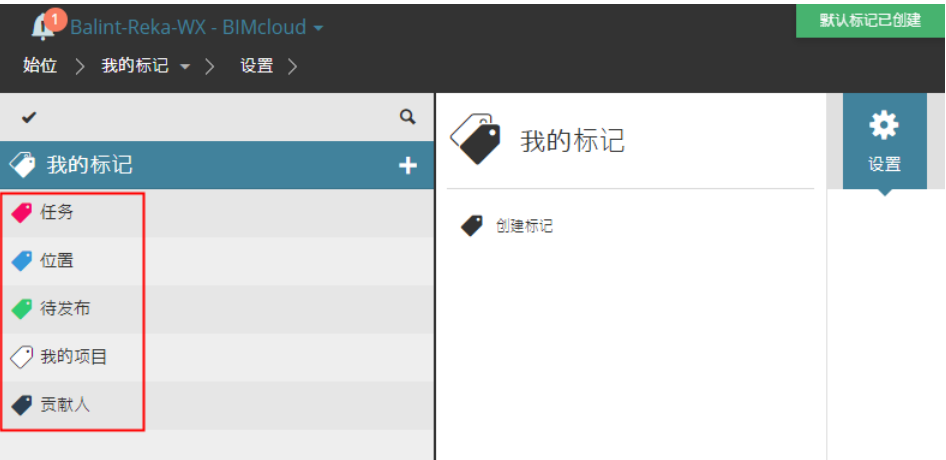 1
Balint-Reka-WX - BIMcloud
默认标记已创建
始位 > 我的标记 > 设置 >
我的标记
任务
位置
待发布
我的项目
贡献人
我的标记
创建标记
设置